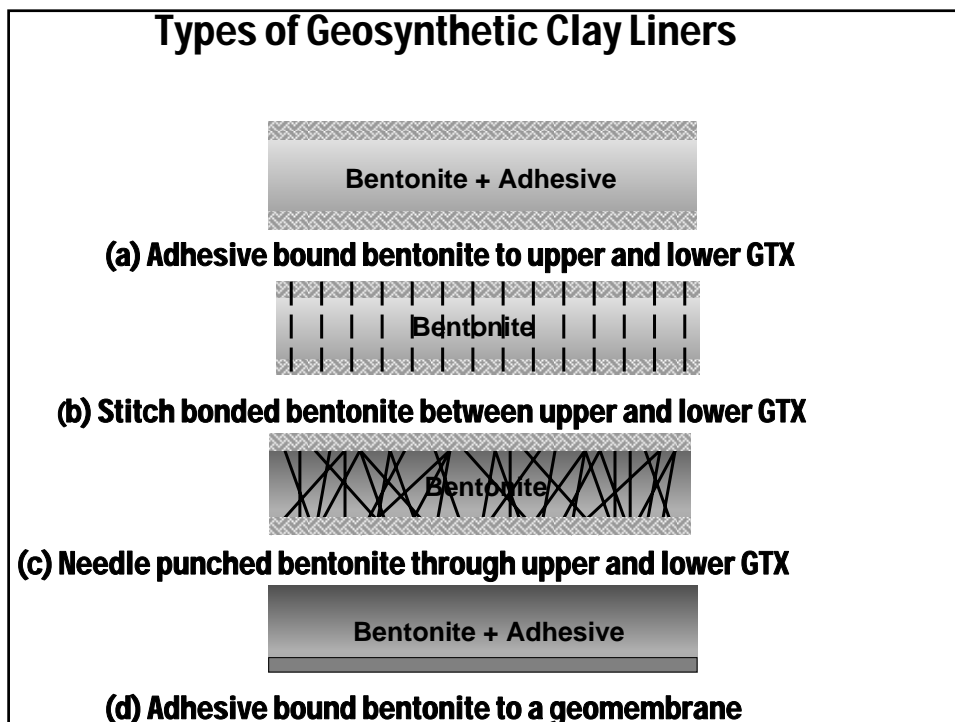 Types of Geosynthetic Clay Liners
Bentonite + Adhesive
(a) Adhesive bound bentonite to upper and lower GTX
Bentonite
(b) Stitch bonded bentonite between upper and lower GTX
Bentonite
(c) Needle punched bentonite through upper and lower GTX
Bentonite + Adhesive
(d) Adhesive bound bentonite to a geomembrane